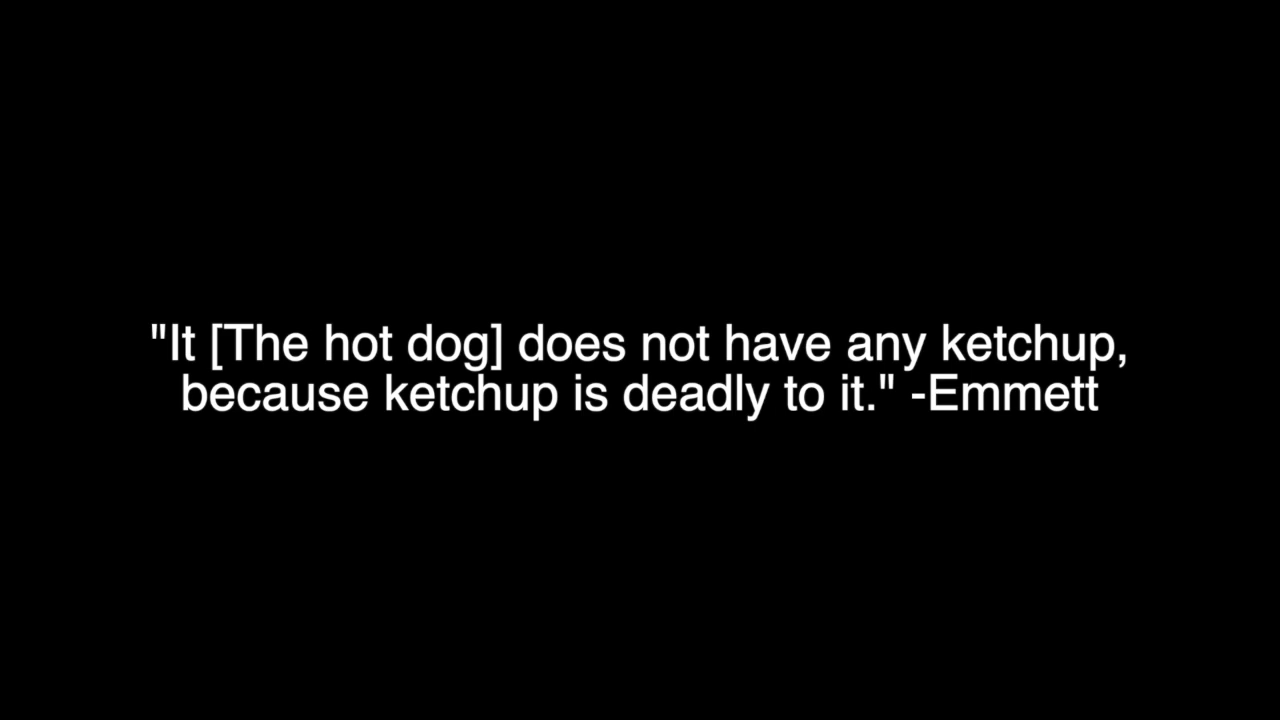 "It [The hot dog] does not have any ketchup,
because ketchup is deadly to it." -Emmett